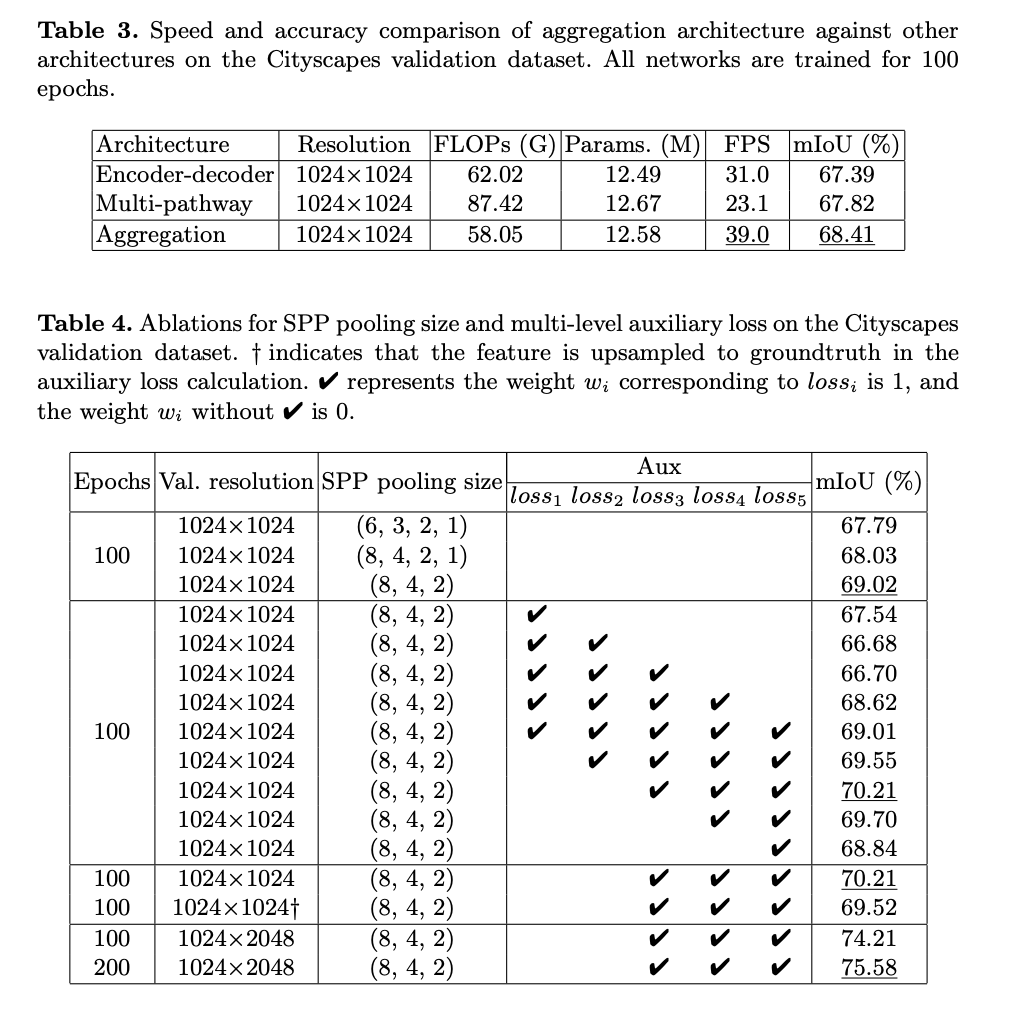 Table 3. Speed and accuracy comparison of aggregation architecture against other
architectures on the Cityscapes validation dataset. All networks are trained for 100
epochs.
Architecture Resolution FLOPs (G) Params. (M) FPS mIoU (%)
Encoder-decoder 1024×1024 62.02 12.49 31.0 67.39
Multi-pathway 1024×1024 87.42 12.67 23.1 67.82
Aggregation 1024×1024 58.05 12.58 39.0 68.41
Table 4. Ablations for SPP pooling size and multi-level auxiliary loss on the Cityscapes
validation dataset. † indicates that the feature is upsampled to groundtruth in the
auxiliary loss calculation. ✔ represents the weight wᵢ corresponding to lossᵢ is 1, and
the weight wᵢ without ✔ is 0.
Epochs Val. resolution SPP pooling size Aux mIoU (%)
loss₁ loss₂ loss₃ loss₄ loss₅
1024×1024 (6, 3, 2, 1) 67.79
100 1024×1024 (8, 4, 2, 1) 68.03
1024×1024 (8, 4, 2) 69.02
1024×1024 (8, 4, 2) ✔ 67.54
1024×1024 (8, 4, 2) ✔ ✔ 66.68
1024×1024 (8, 4, 2) ✔ ✔ ✔ 66.70
1024×1024 (8, 4, 2) ✔ ✔ ✔ ✔ 68.62
100 1024×1024 (8, 4, 2) ✔ ✔ ✔ ✔ ✔ 69.01
1024×1024 (8, 4, 2) ✔ ✔ ✔ ✔ 69.55
1024×1024 (8, 4, 2) ✔ ✔ ✔ 70.21
1024×1024 (8, 4, 2) ✔ ✔ 69.70
1024×1024 (8, 4, 2) ✔ 68.84
100 1024×1024 (8, 4, 2) ✔ ✔ ✔ 70.21
100 1024×1024† (8, 4, 2) ✔ ✔ ✔ 69.52
100 1024×2048 (8, 4, 2) ✔ ✔ ✔ 74.21
200 1024×2048 (8, 4, 2) ✔ ✔ ✔ 75.58